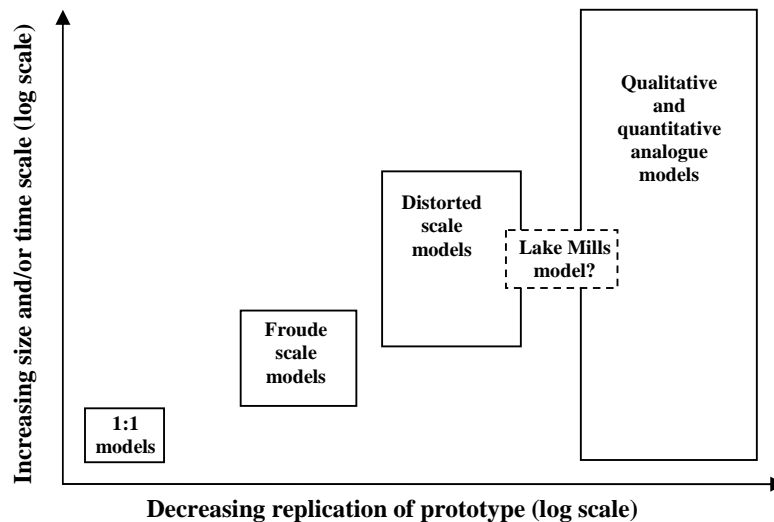 Increasing size and/or time scale (log scale)
Qualitative
and
quantitative
analogue
models
Distorted
scale
models
Lake Mills
model?
Froude
scale
models
1:1
models
Decreasing replication of prototype (log scale)